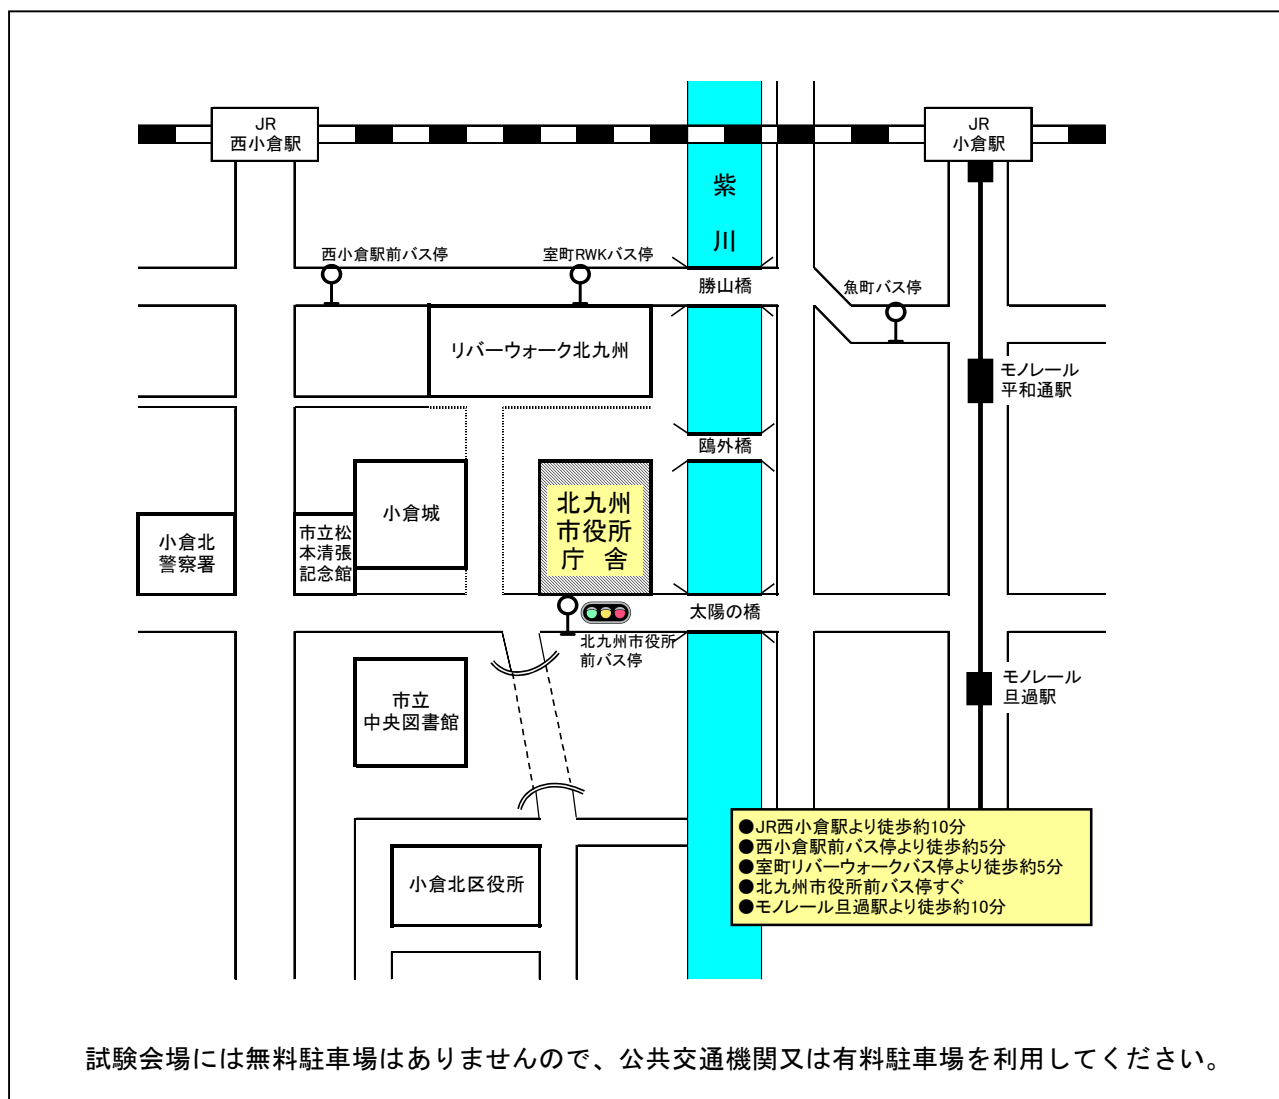 JR
西小倉駅
JR
小倉駅
紫
川
西小倉駅前バス停
室町RWKバス停
勝山橋
魚町バス停
リバーウォーク北九州
モノレール
平和通駅
鴎外橋
小倉城
北九州
市役所
庁 舎
小倉北
警察署
市立松
本清張
記念館
太陽の橋
北九州市役所
前バス停
モノレール
旦過駅
市立
中央図書館
●JR西小倉駅より徒歩約10分
●西小倉駅前バス停より徒歩約5分
●室町リバーウォークバス停より徒歩約5分
●北九州市役所前バス停すぐ
●モノレール旦過駅より徒歩約10分
小倉北区役所
試験会場には無料駐車場はありませんので、公共交通機関又は有料駐車場を利用してください。